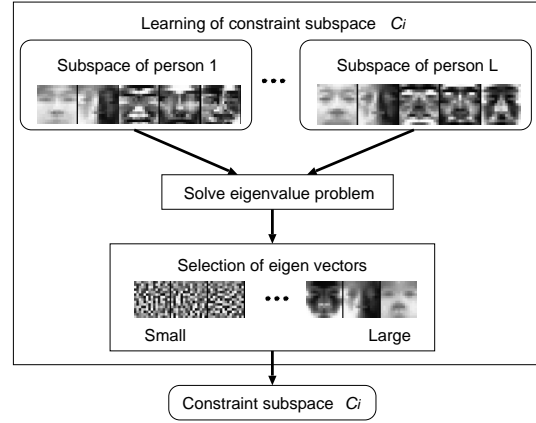 Learning of constraint subspace Ci
Subspace of person 1
Subspace of person L
Solve eigenvalue problem
Selection of eigen vectors
Small
Large
Constraint subspace Ci